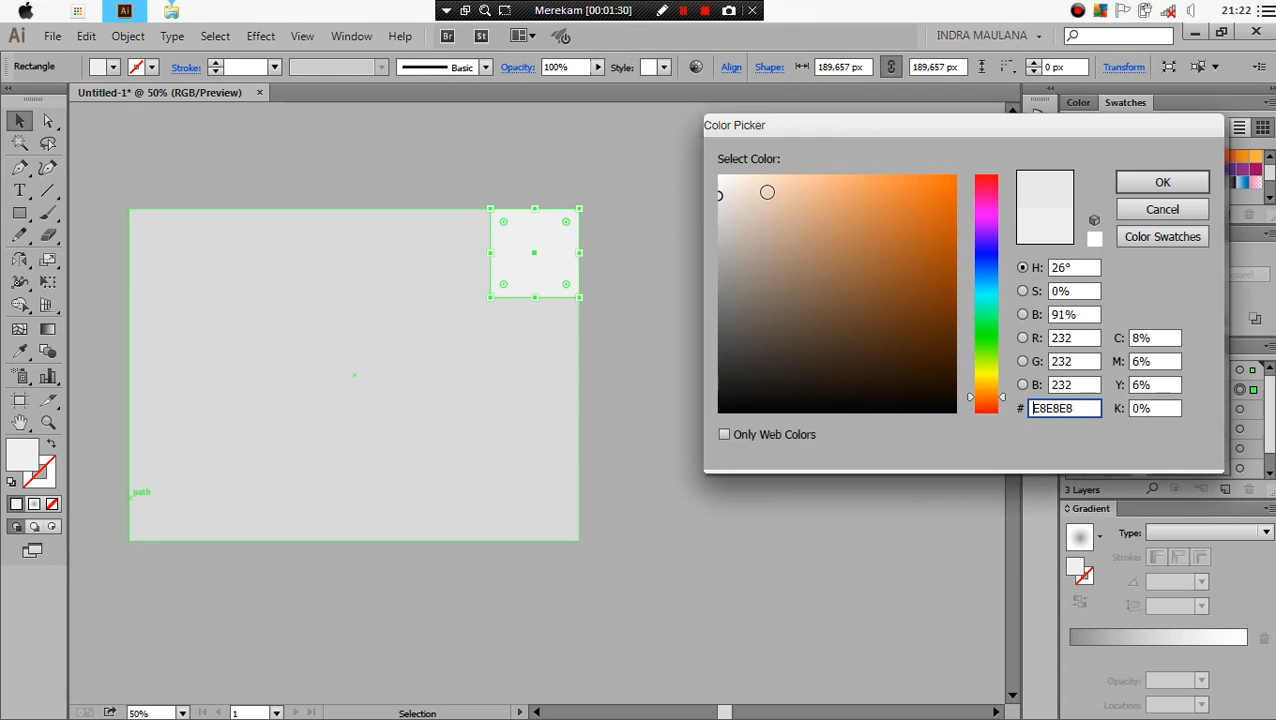 Merekam [00:01:30]
21:22
Ai
File Edit Object Type Select Effect View Window Help
Br
St
INDRA MAULANA
Rectangle
Stroke:
Basic
Opacity: 100%
Style:
Align
Shape:
189,657 px
189,657 px
0 px
Transform
Untitled-1* @ 50% (RGB/Preview)
Color Swatches
Color Picker
Select Color:
OK
Cancel
Color Swatches
H: 26°
S: 0%
B: 91%
R: 232
G: 232
B: 232
# E8E8E8
C: 8%
M: 6%
Y: 6%
K: 0%
Only Web Colors
path
3 Layers
Gradient
Type:
Stroke:
Opacity:
Location:
50%
1
Selection